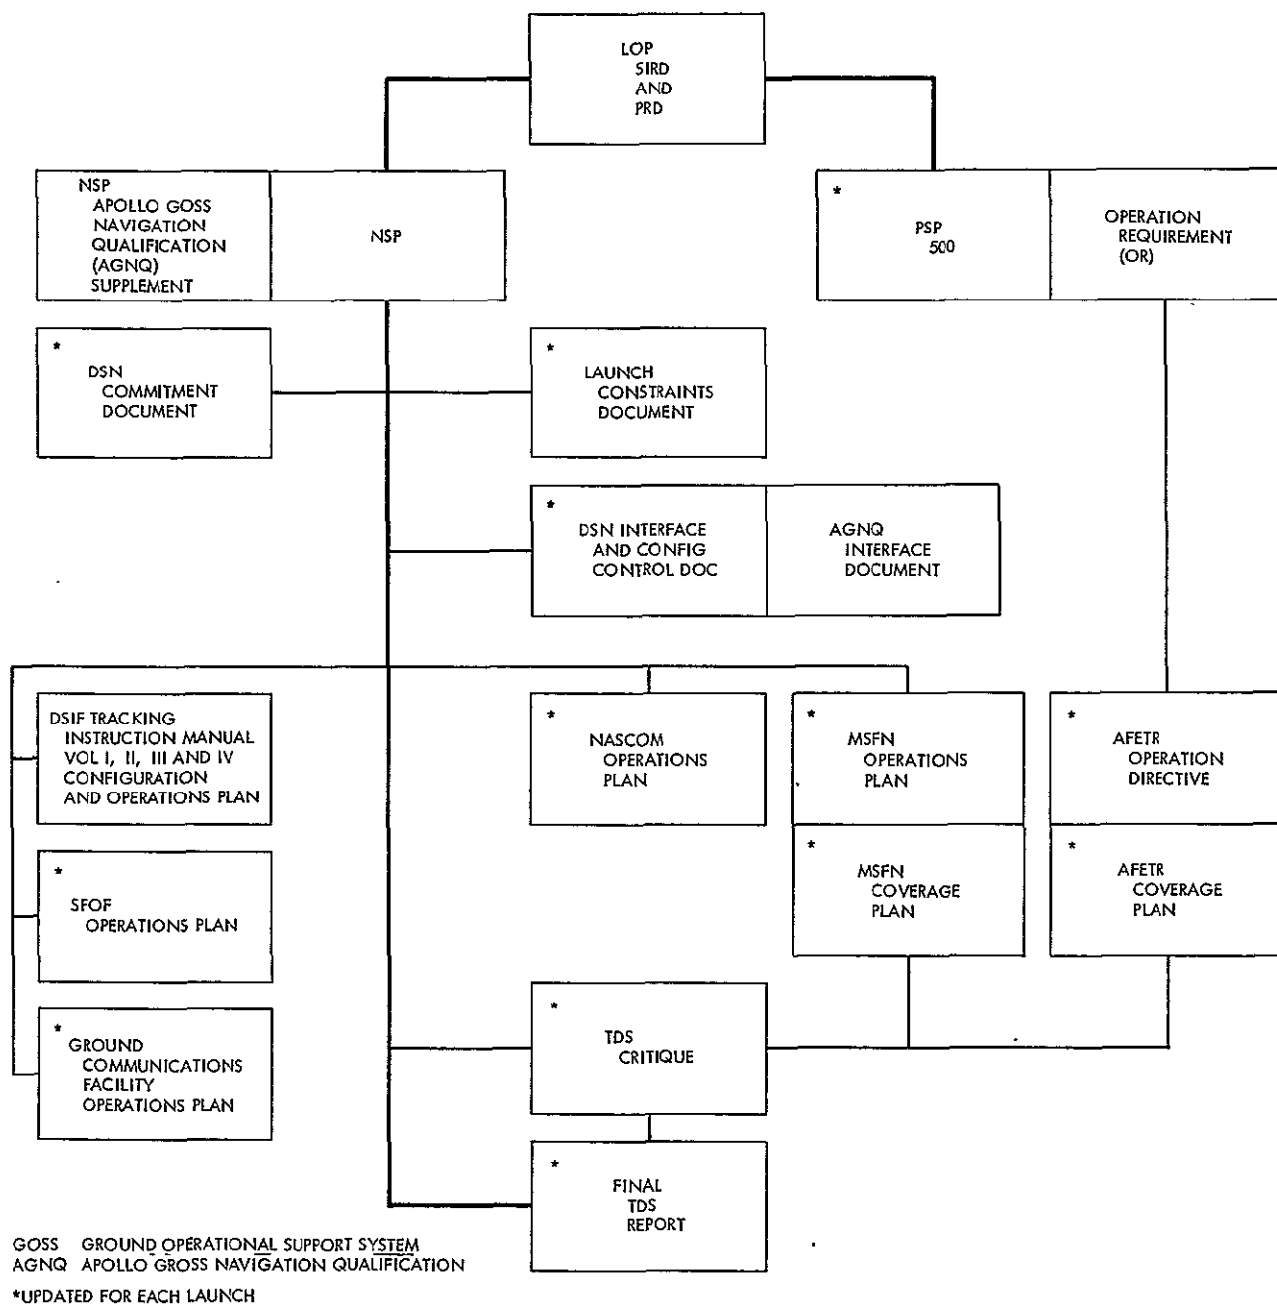 LOP
SIRD
AND
PRD
NSP
APOLLO GOSS
NAVIGATION
QUALIFICATION
(AGNQ)
SUPPLEMENT
NSP
*
PSP
500
OPERATION
REQUIREMENT
(OR)
*
DSN
COMMITMENT
DOCUMENT
*
LAUNCH
CONSTRAINTS
DOCUMENT
*
DSN INTERFACE
AND CONFIG
CONTROL DOC
AGNQ
INTERFACE
DOCUMENT
DSIF TRACKING
INSTRUCTION MANUAL
VOL I, II, III AND IV
CONFIGURATION
AND OPERATIONS PLAN
*
NASCOM
OPERATIONS
PLAN
*
MSFN
OPERATIONS
PLAN
*
AFETR
OPERATION
DIRECTIVE
*
SFOF
OPERATIONS PLAN
*
MSFN
COVERAGE
PLAN
*
AFETR
COVERAGE
PLAN
*
GROUND
COMMUNICATIONS
FACILITY
OPERATIONS PLAN
*
TDS
CRITIQUE
*
FINAL
TDS
REPORT
GOSS GROUND OPERATIONAL SUPPORT SYSTEM
AGNQ APOLLO GROSS NAVIGATION QUALIFICATION
*UPDATED FOR EACH LAUNCH